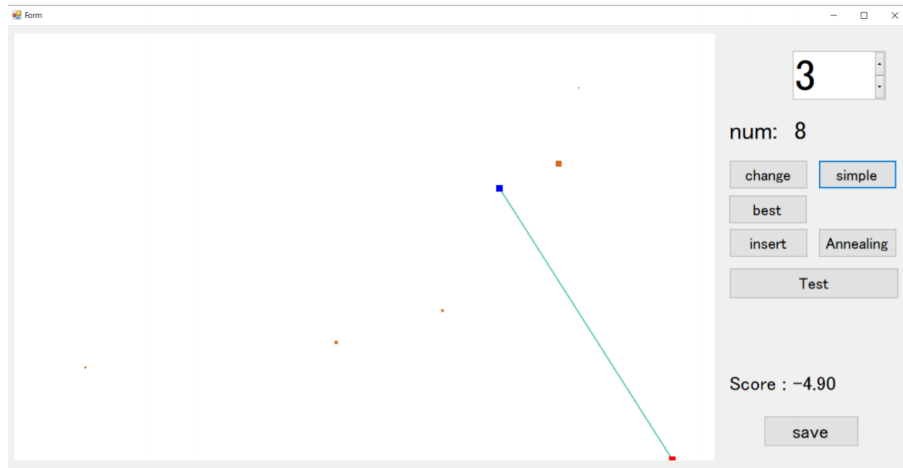 Form
3
num: 8
change simple
best
insert Annealing
Test
Score : -4.90
save